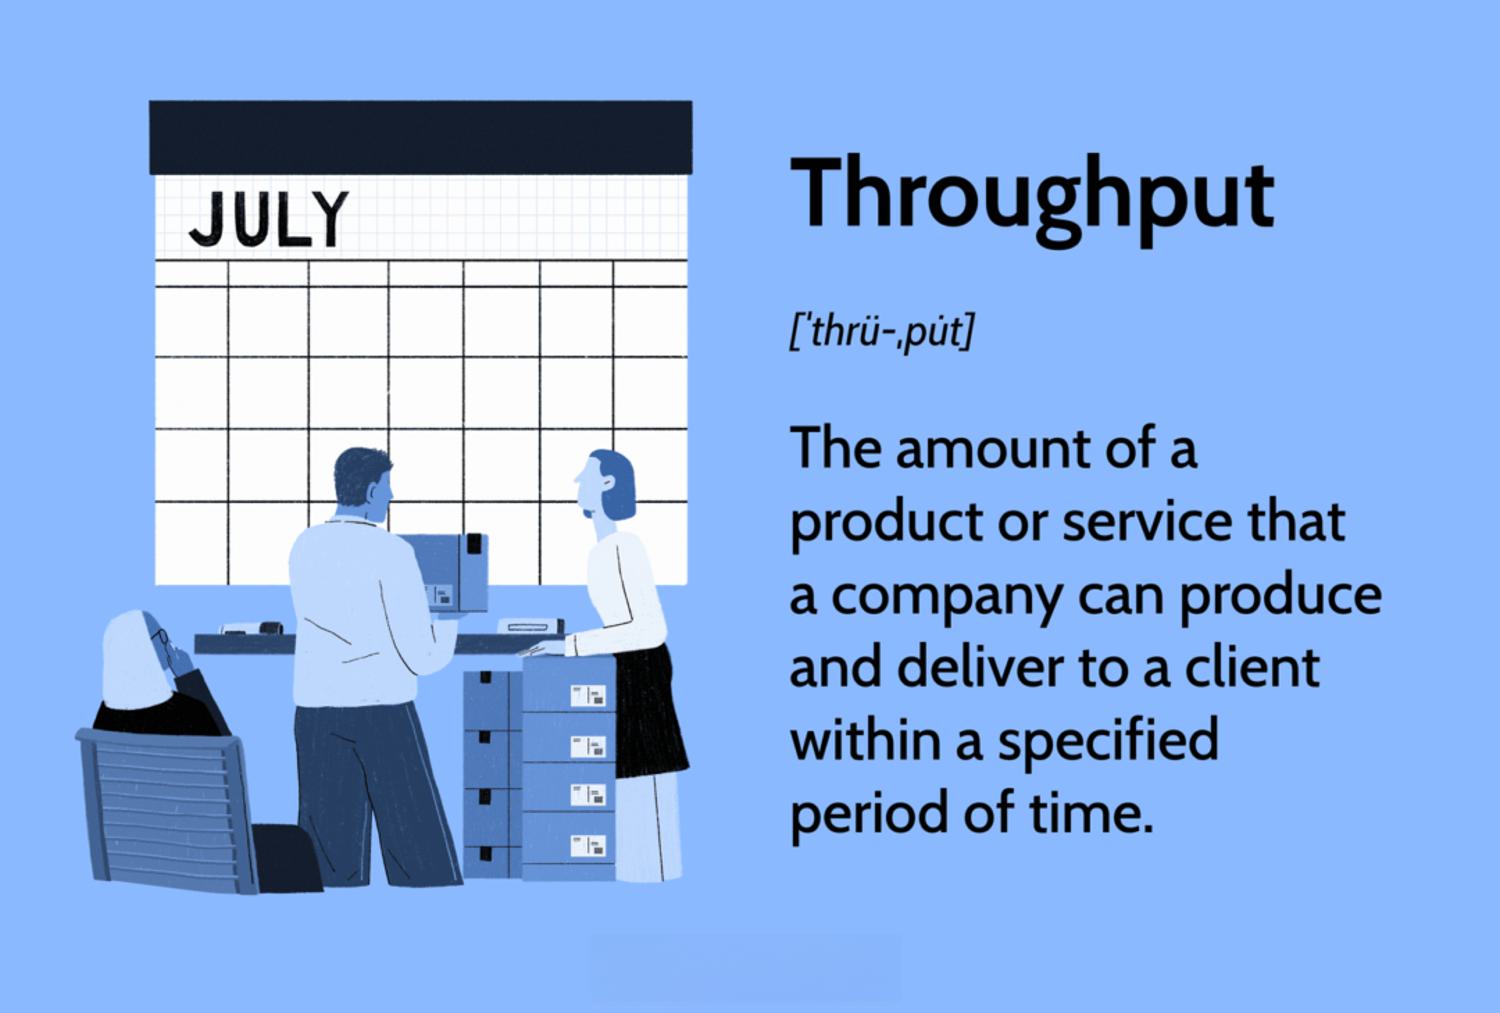 JULY
Throughput
[ˈthrü-ˌpu̇t]
The amount of a
product or service that
a company can produce
and deliver to a client
within a specified
period of time.